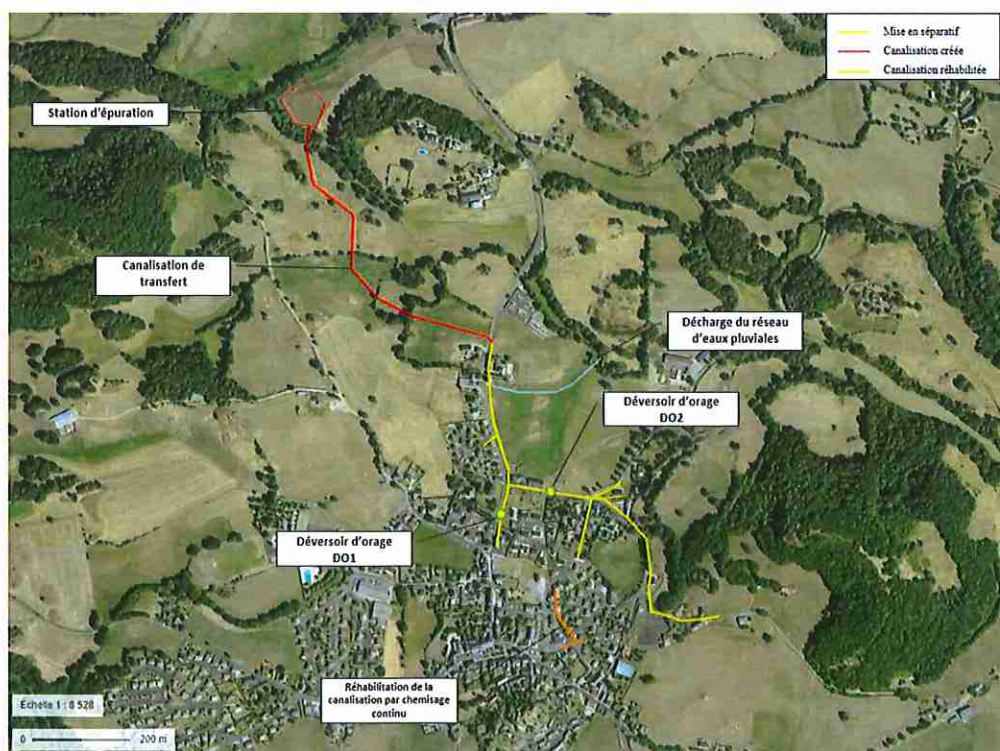 Mise en séparatif
Canalisation créée
Canalisation réhabilitée
Station d'épuration
Canalisation de
transfert
Décharge du réseau
d'eaux pluviales
Déversoir d'orage
DO2
Déversoir d'orage
DO1
Réhabilitation de la
canalisation par chemisage
continu
Échelle 1 : 8 528
0 200 m